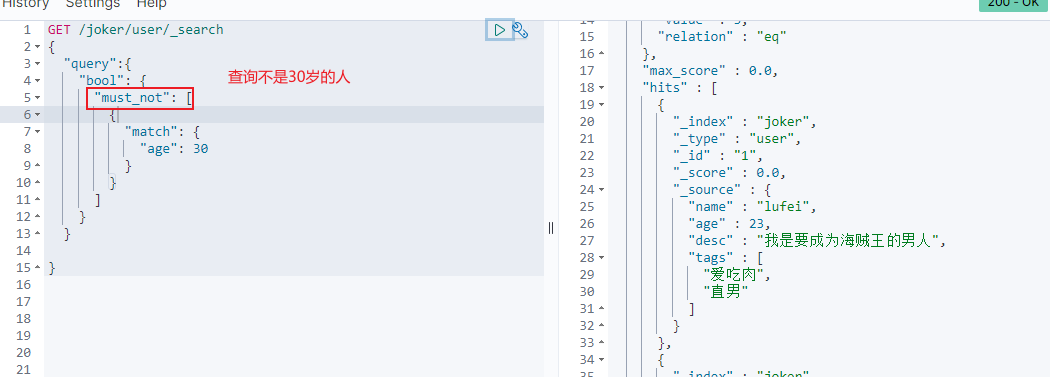 History Settings Help
200 - OK
1 GET /joker/user/_search
2 {
3 "query":{
4 "bool": {
5 "must_not": [
6 {
7 "match": {
8 "age": 30
9 }
10 }
11 ]
12 }
13 }
14
15 }
16
17
18
19
20
21
查询不是30岁的人
14 "value" : 3,
15 "relation" : "eq"
16 },
17 "max_score" : 0.0,
18 "hits" : [
19 {
20 "_index" : "joker",
21 "_type" : "user",
22 "_id" : "1",
23 "_score" : 0.0,
24 "_source" : {
25 "name" : "lufei",
26 "age" : 23,
27 "desc" : "我是要成为海贼王的男人",
28 "tags" : [
29 "爱吃肉",
30 "直男"
31 ]
32 }
33 },
34 {
35 "_index" : "joker"